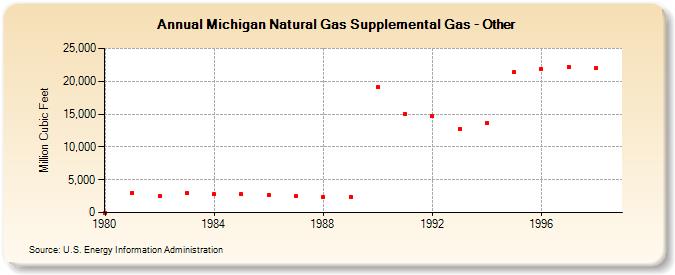 Annual Michigan Natural Gas Supplemental Gas - Other
Million Cubic Feet
25,000
20,000
15,000
10,000
5,000
0
1980 1984 1988 1992 1996
Source: U.S. Energy Information Administration